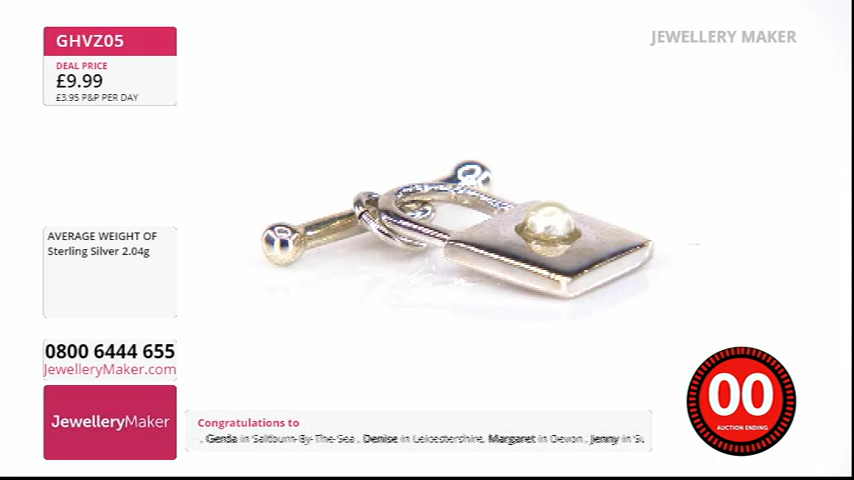 GHVZ05
JEWELLERY MAKER
DEAL PRICE
£9.99
£3.95 P&P PER DAY
AVERAGE WEIGHT OF
Sterling Silver 2.04g
0800 6444 655
JewelleryMaker.com
JewelleryMaker
Congratulations to
. Gerda in Saltburn-By-The-Sea , Denise in Leicestershire, Margaret in Devon , Jenny in
00
AUCTION ENDING